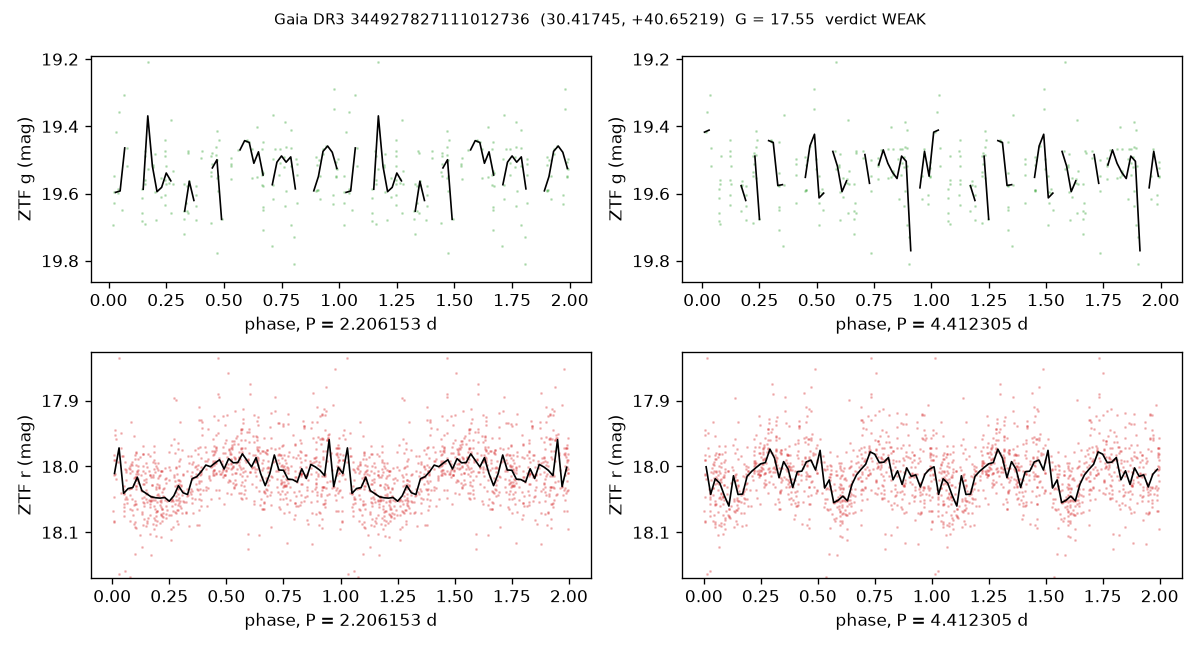 Gaia DR3 344927827111012736  (30.41745, +40.65219)  G = 17.55  verdict WEAK
ZTF g (mag)
19.2
19.4
19.6
19.8
0.00 0.25 0.50 0.75 1.00 1.25 1.50 1.75 2.00
phase, P = 2.206153 d
ZTF g (mag)
19.2
19.4
19.6
19.8
0.00 0.25 0.50 0.75 1.00 1.25 1.50 1.75 2.00
phase, P = 4.412305 d
ZTF r (mag)
17.9
18.0
18.1
0.00 0.25 0.50 0.75 1.00 1.25 1.50 1.75 2.00
phase, P = 2.206153 d
ZTF r (mag)
17.9
18.0
18.1
0.00 0.25 0.50 0.75 1.00 1.25 1.50 1.75 2.00
phase, P = 4.412305 d